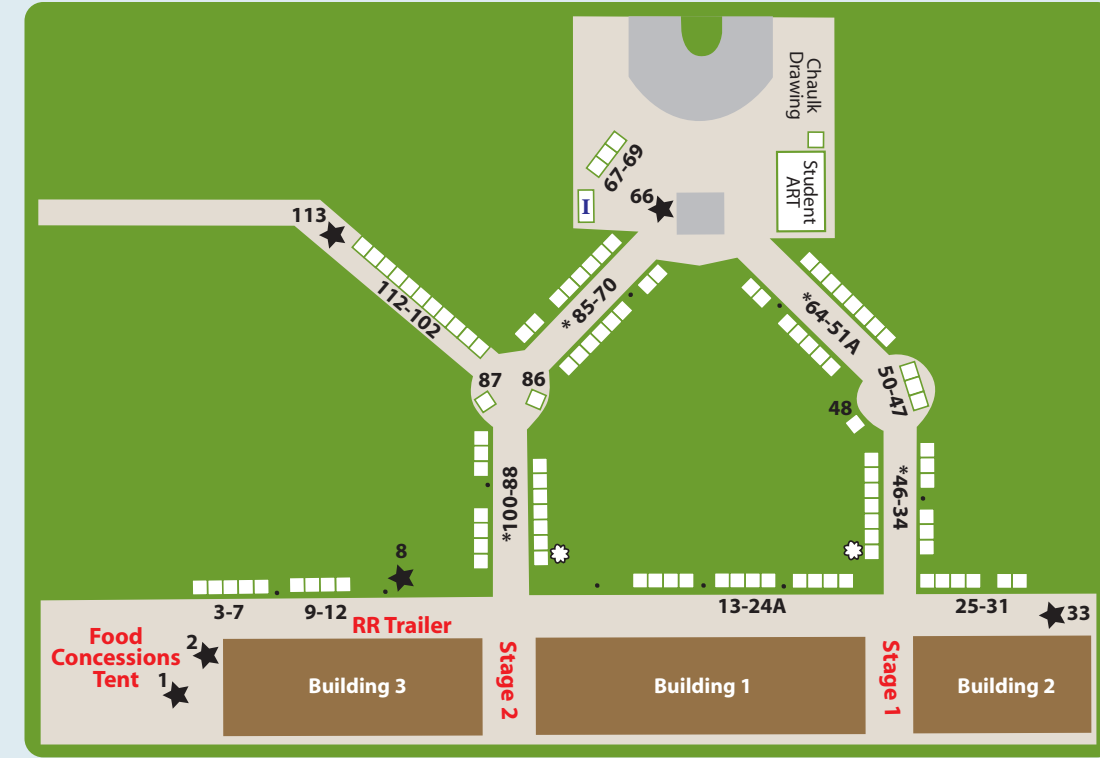 Chaulk
Drawing
Student
ART
67-69
I
66
113
112-102
* 85-70
*64-51A
87
86
50-47
48
*100-88
*46-34
8
3-7
9-12
13-24A
25-31
33
RR Trailer
Food
Concessions
Tent
2
1
Building 3
Stage 2
Building 1
Stage 1
Building 2